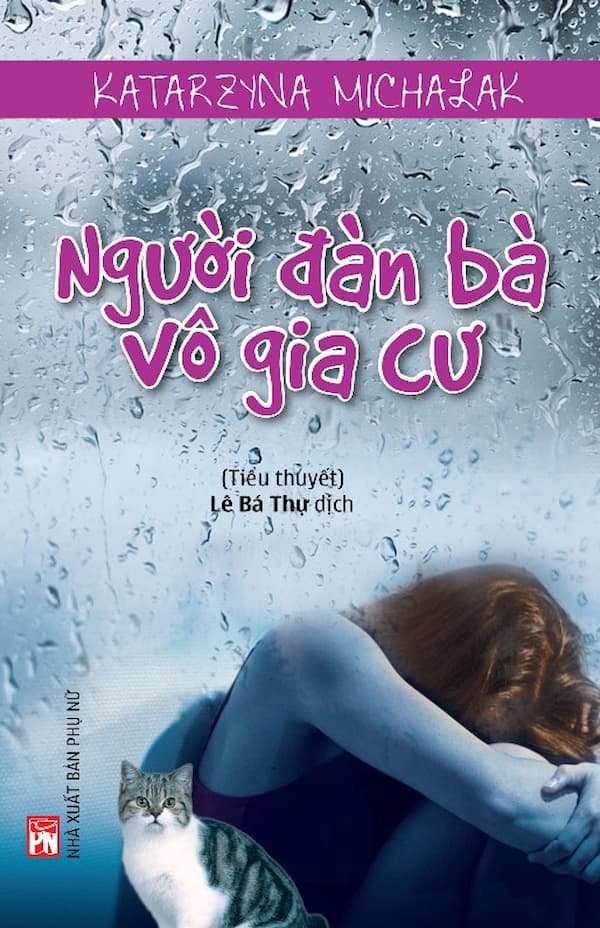 KATARZYNA MICHALAK
Người đàn bà
vô gia cư
(Tiểu thuyết)
Lê Bá Thự dịch
NHÀ XUẤT BẢN PHỤ NỮ
PN